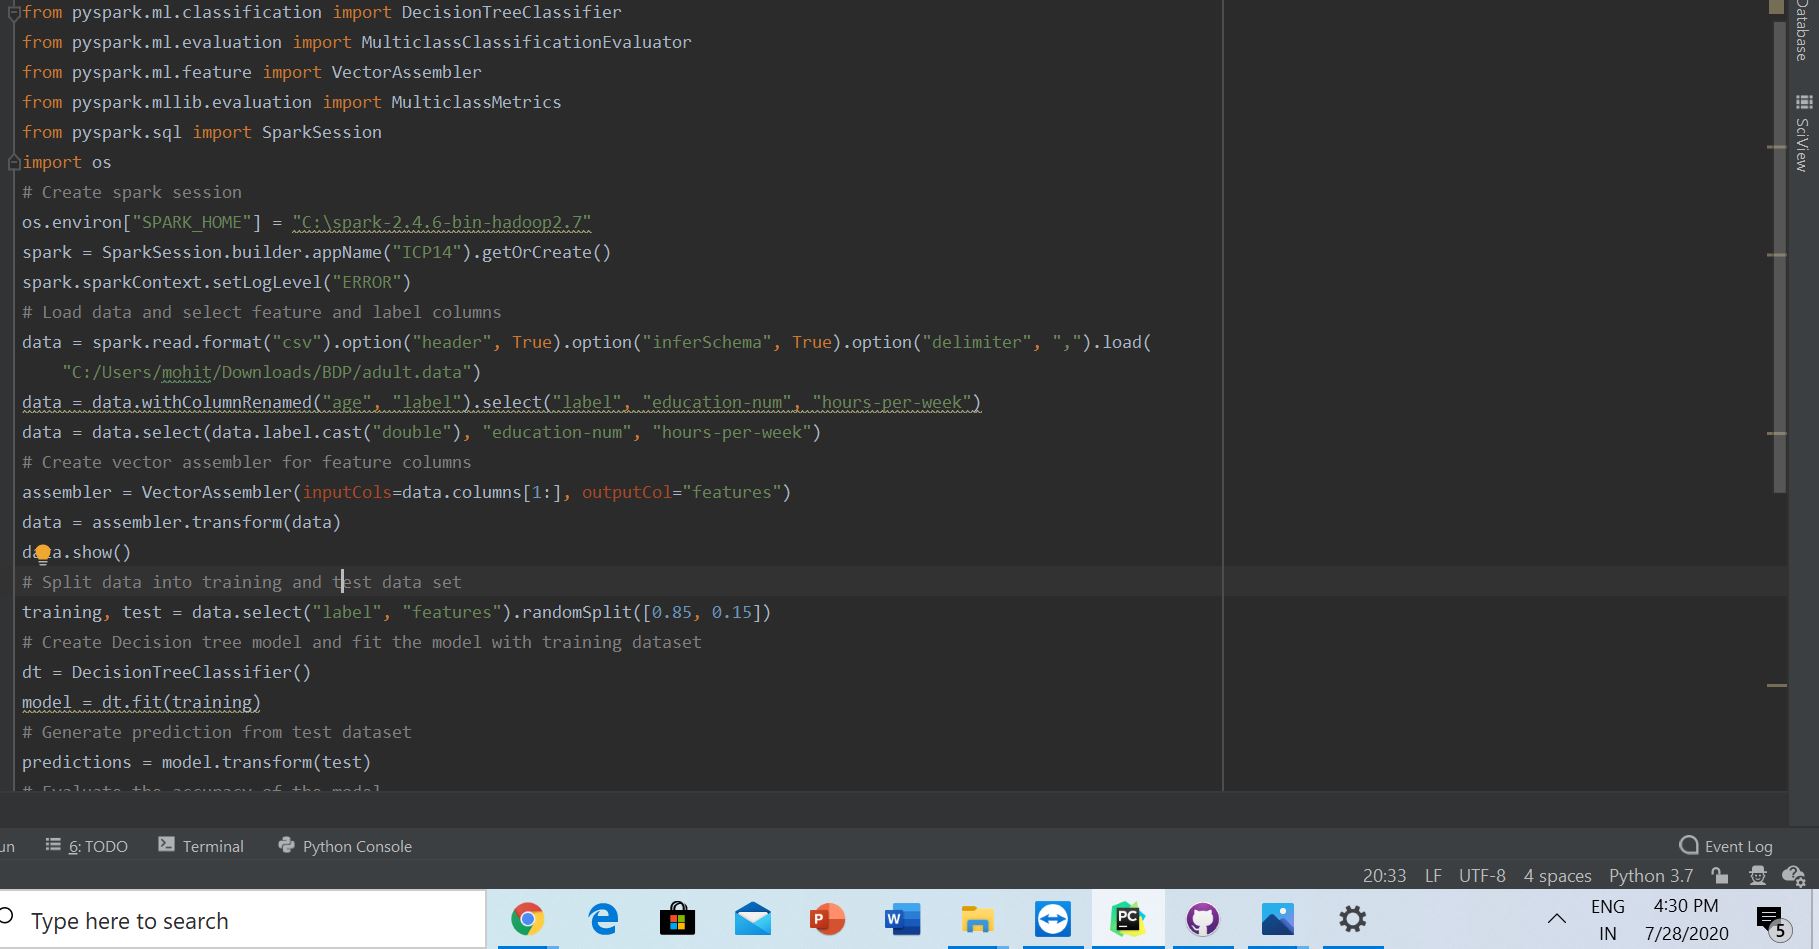 from pyspark.ml.classification import DecisionTreeClassifier
from pyspark.ml.evaluation import MulticlassClassificationEvaluator
from pyspark.ml.feature import VectorAssembler
from pyspark.mllib.evaluation import MulticlassMetrics
from pyspark.sql import SparkSession
import os
# Create spark session
os.environ["SPARK_HOME"] = "C:\spark-2.4.6-bin-hadoop2.7"
spark = SparkSession.builder.appName("ICP14").getOrCreate()
spark.sparkContext.setLogLevel("ERROR")
# Load data and select feature and label columns
data = spark.read.format("csv").option("header", True).option("inferSchema", True).option("delimiter", ",").load(
    "C:/Users/mohit/Downloads/BDP/adult.data")
data = data.withColumnRenamed("age", "label").select("label", "education-num", "hours-per-week")
data = data.select(data.label.cast("double"), "education-num", "hours-per-week")
# Create vector assembler for feature columns
assembler = VectorAssembler(inputCols=data.columns[1:], outputCol="features")
data = assembler.transform(data)
data.show()
# Split data into training and test data set
training, test = data.select("label", "features").randomSplit([0.85, 0.15])
# Create Decision tree model and fit the model with training dataset
dt = DecisionTreeClassifier()
model = dt.fit(training)
# Generate prediction from test dataset
predictions = model.transform(test)
# Evaluate the accuracy of the model
Database
SciView
un 6: TODO Terminal Python Console Event Log
20:33 LF UTF-8 4 spaces Python 3.7
Type here to search
P W PC
ENG 4:30 PM
IN 7/28/2020 5